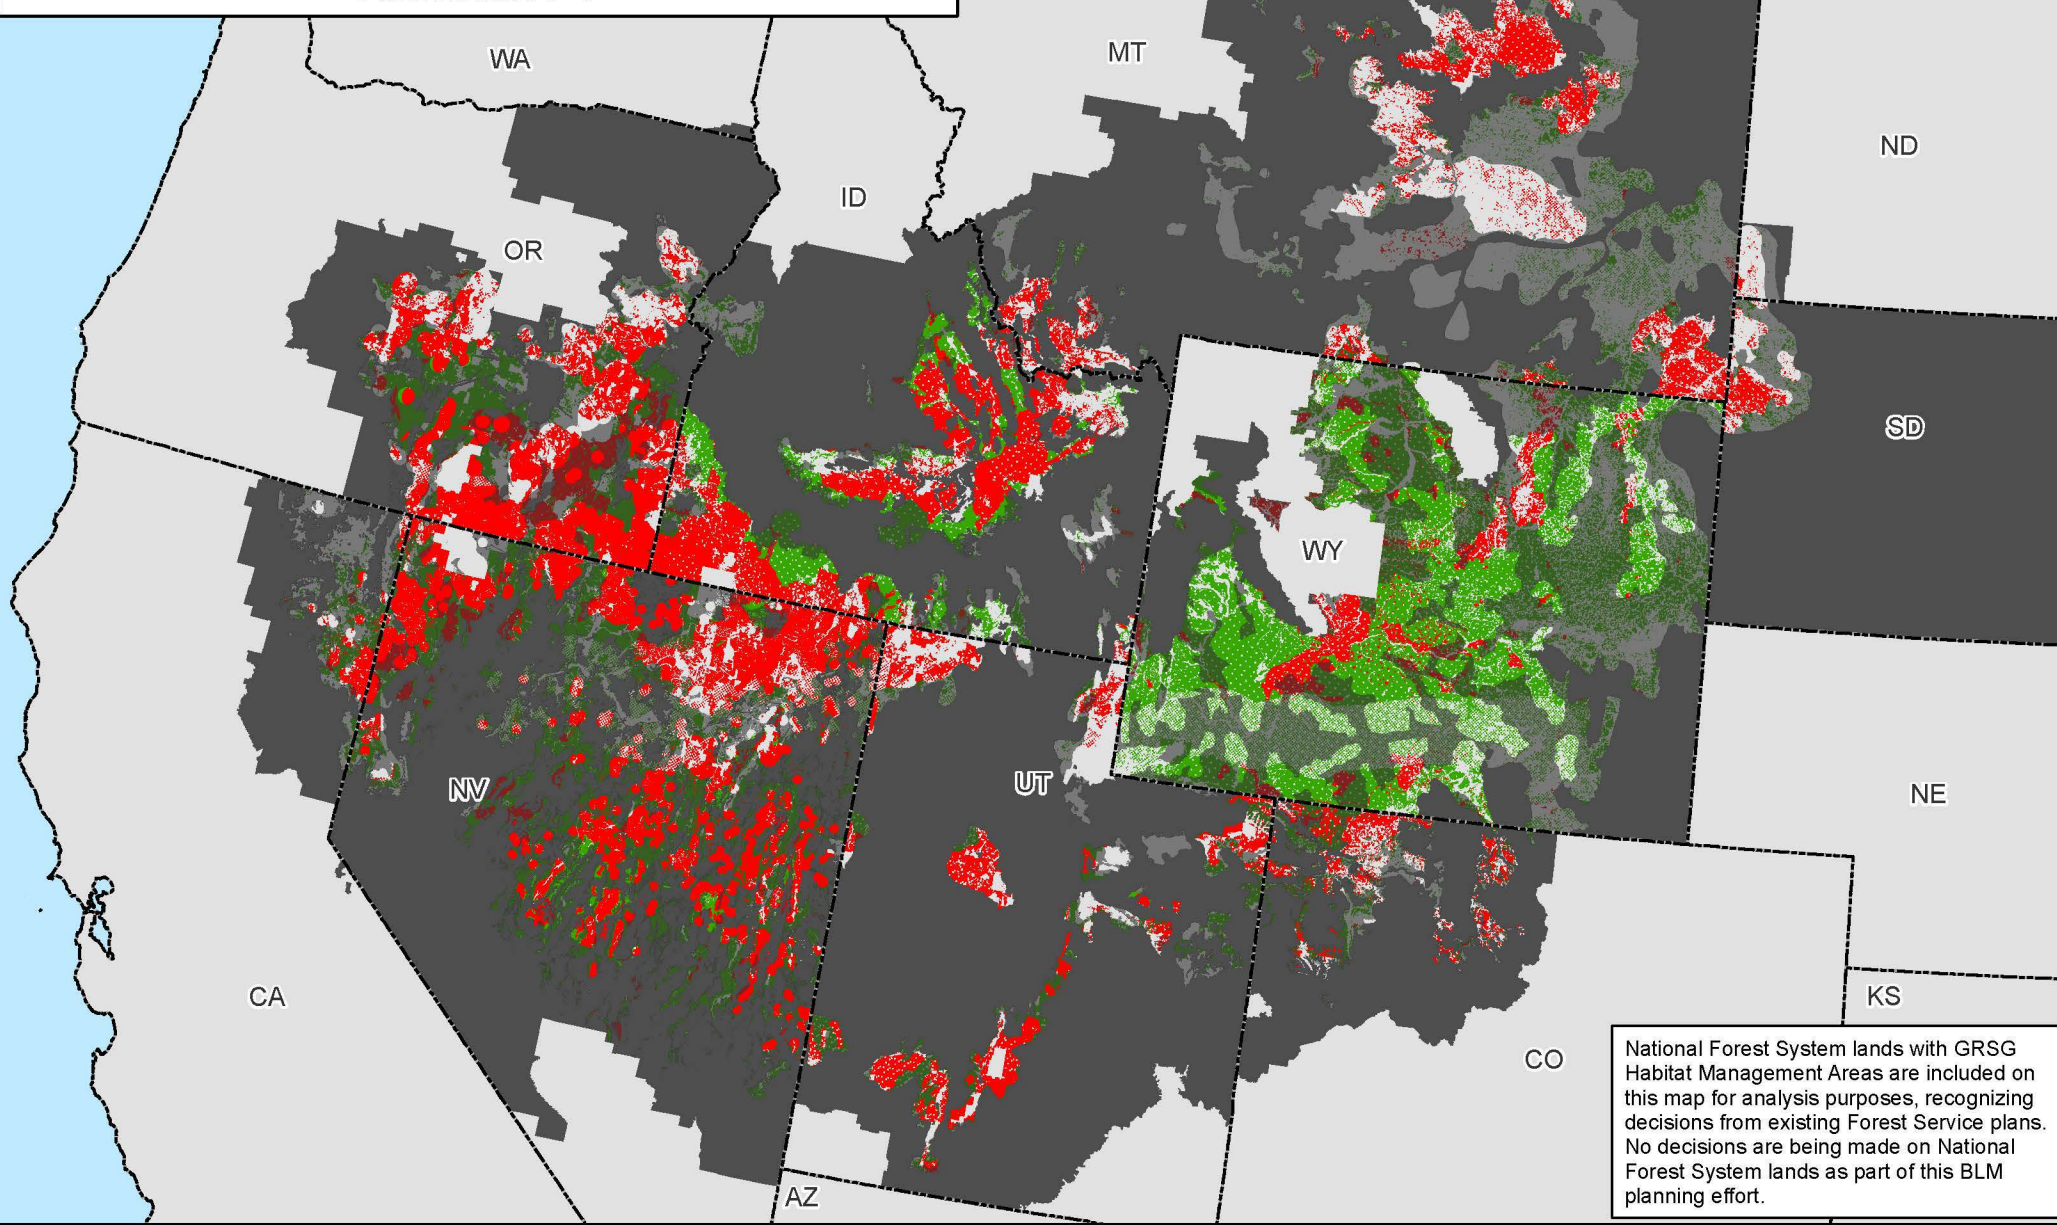 WA
MT
ND
ID
OR
SD
WY
NV
UT
NE
CA
KS
CO
AZ
National Forest System lands with GRSG
Habitat Management Areas are included on
this map for analysis purposes, recognizing
decisions from existing Forest Service plans.
No decisions are being made on National
Forest System lands as part of this BLM
planning effort.